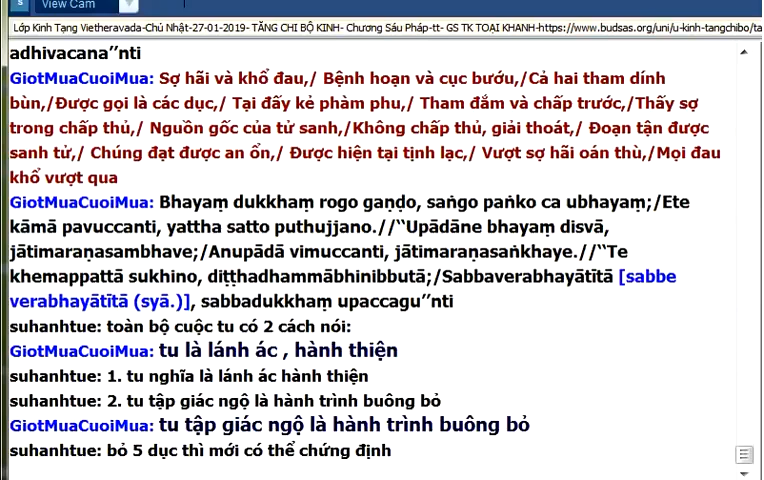 View Cam
Lớp Kinh Tạng Vietheravada-Chủ Nhật-27-01-2019- TĂNG CHI BỘ KINH- Chương Sáu Pháp-tt- GS TK TOẠI KHANH-https://www.budsas.org/uni/u-kinh-tangchibo/ta
adhivacana’’nti
GiotMuaCuoiMua: Sợ hãi và khổ đau,/ Bệnh hoạn và cục bướu,/Cả hai tham dính
bùn,/Được gọi là các dục,/ Tại đấy kẻ phàm phu,/ Tham đắm và chấp trước,/Thấy sợ
trong chấp thủ,/ Nguồn gốc của tử sanh,/Không chấp thủ, giải thoát,/ Đoạn tận được
sanh tử,/ Chúng đạt được an ổn,/ Được hiện tại tịnh lạc,/ Vượt sợ hãi oán thù,/Mọi đau
khổ vượt qua
GiotMuaCuoiMua: Bhayaṃ dukkhaṃ rogo gaṇḍo, saṅgo paṅko ca ubhayaṃ;/Ete
kāmā pavuccanti, yattha satto puthujjano.//‘‘Upādāne bhayaṃ disvā,
jātimaraṇasambhave;/Anupādā vimuccanti, jātimaraṇasaṅkhaye.//‘‘Te
khemappattā sukhino, diṭṭhadhammābhinibbutā;/Sabbaverabhayātītā [sabbe
verabhayātītā (syā.)], sabbadukkhaṃ upaccagu’’nti
suhanhtue: toàn bộ cuộc tu có 2 cách nói:
GiotMuaCuoiMua: tu là lánh ác , hành thiện
suhanhtue: 1. tu nghĩa là lánh ác hành thiện
suhanhtue: 2. tu tập giác ngộ là hành trình buông bỏ
GiotMuaCuoiMua: tu tập giác ngộ là hành trình buông bỏ
suhanhtue: bỏ 5 dục thì mới có thể chứng định